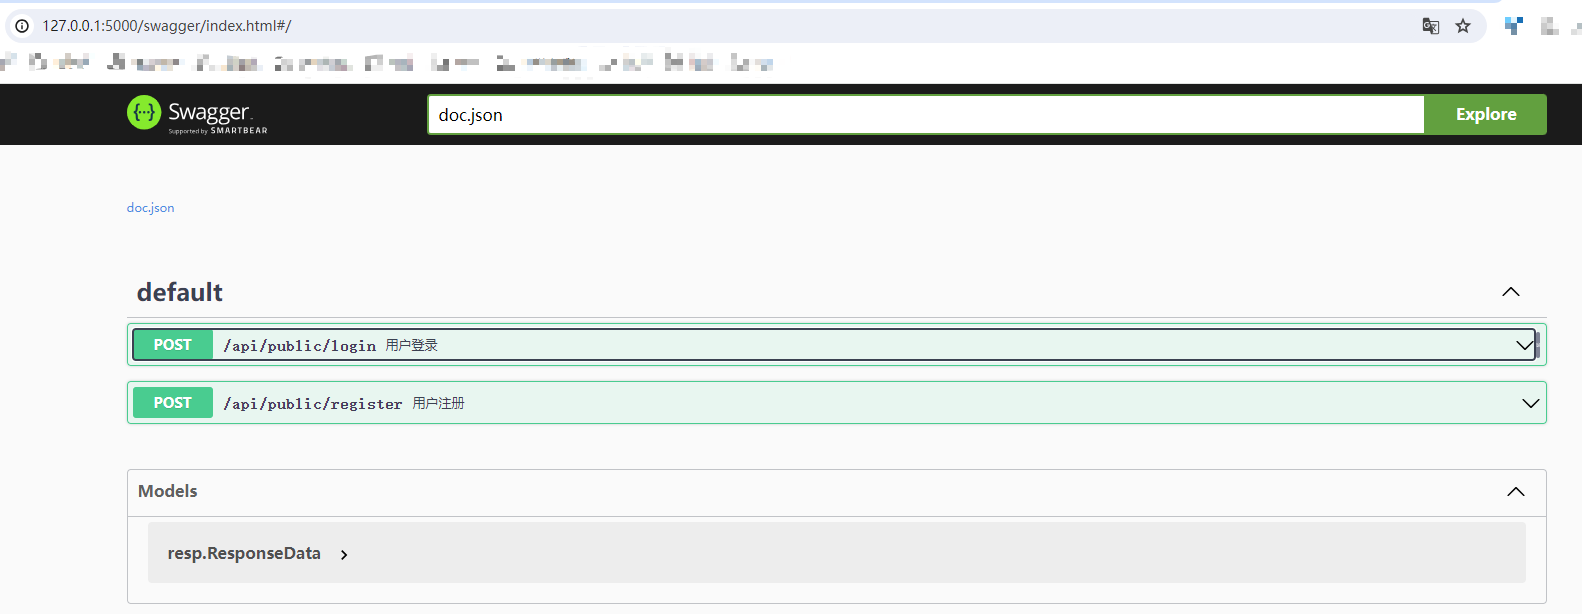 127.0.0.1:5000/swagger/index.html#/
Swagger.
Supported by SMARTBEAR
doc.json
Explore
doc.json
default
POST /api/public/login 用户登录
POST /api/public/register 用户注册
Models
resp.ResponseData